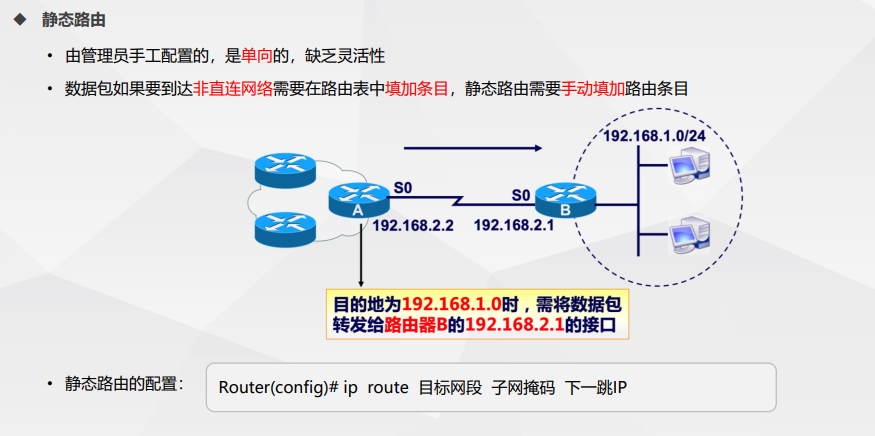 ◆ 静态路由
• 由管理员手工配置的，是单向的，缺乏灵活性
• 数据包如果要到达非直连网络需要在路由表中填加条目，静态路由需要手动填加路由条目
192.168.1.0/24
S0
S0
A
B
192.168.2.2
192.168.2.1
目的地为192.168.1.0时，需将数据包
转发给路由器B的192.168.2.1的接口
• 静态路由的配置：
Router(config)# ip route 目标网段 子网掩码 下一跳IP